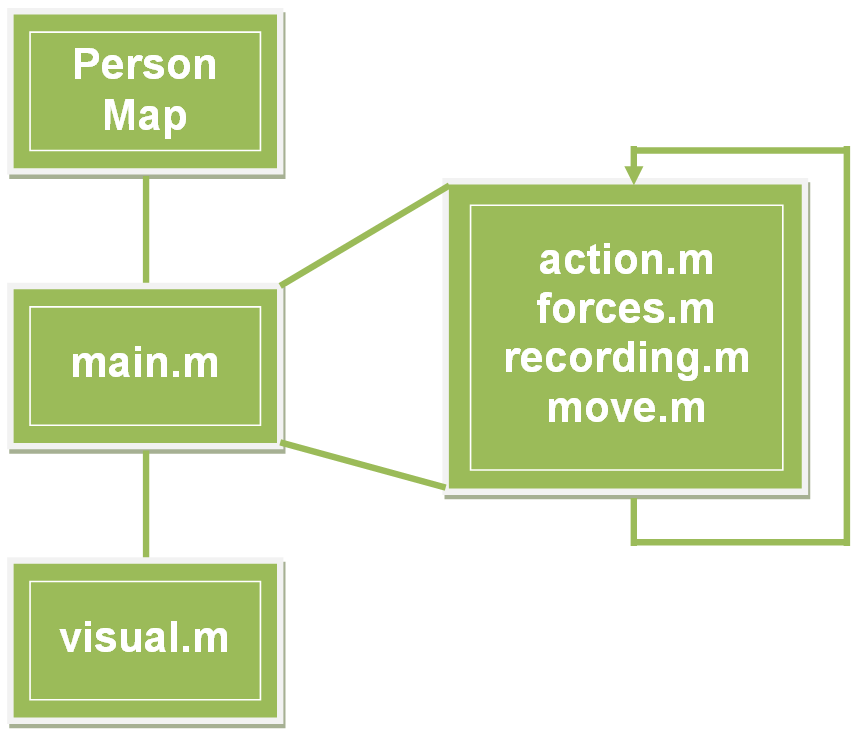 Person
Map
main.m
visual.m
action.m
forces.m
recording.m
move.m